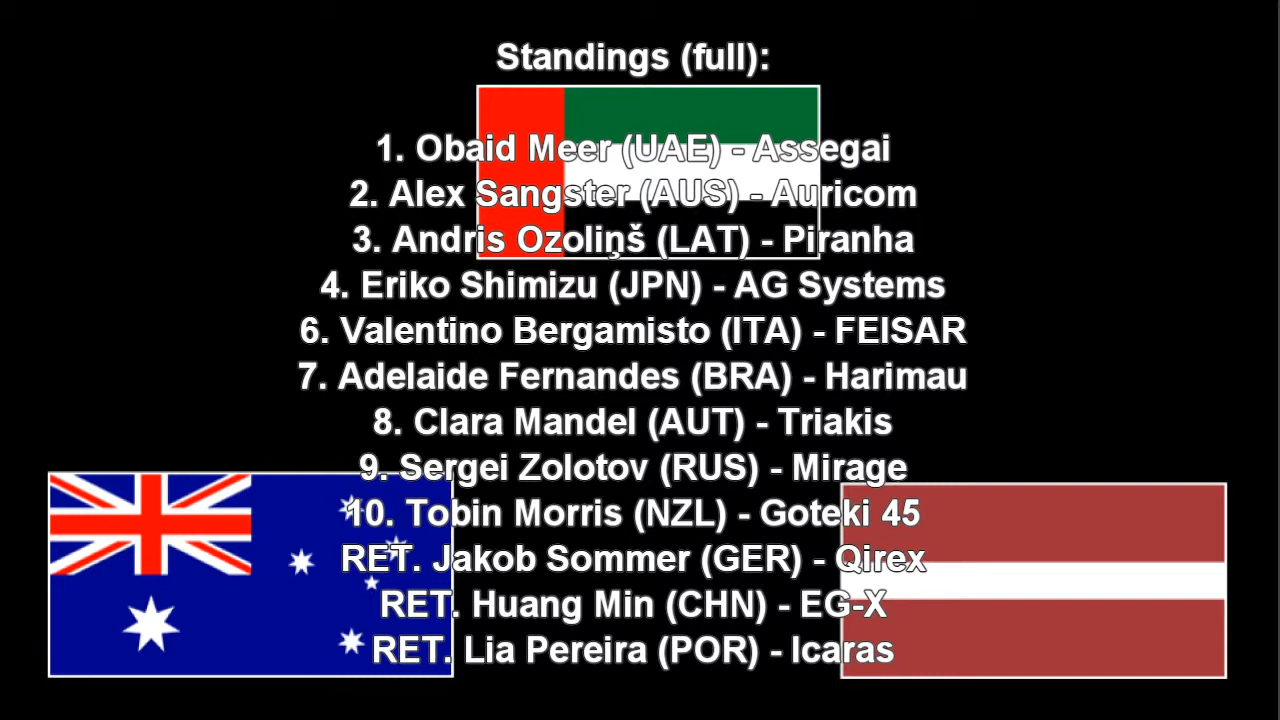 Standings (full):
1. Obaid Meer (UAE) - Assegai
2. Alex Sangster (AUS) - Auricom
3. Andris Ozoliņš (LAT) - Piranha
4. Eriko Shimizu (JPN) - AG Systems
6. Valentino Bergamisto (ITA) - FEISAR
7. Adelaide Fernandes (BRA) - Harimau
8. Clara Mandel (AUT) - Triakis
9. Sergei Zolotov (RUS) - Mirage
10. Tobin Morris (NZL) - Goteki 45
RET. Jakob Sommer (GER) - Qirex
RET. Huang Min (CHN) - EG-X
RET. Lia Pereira (POR) - Icaras